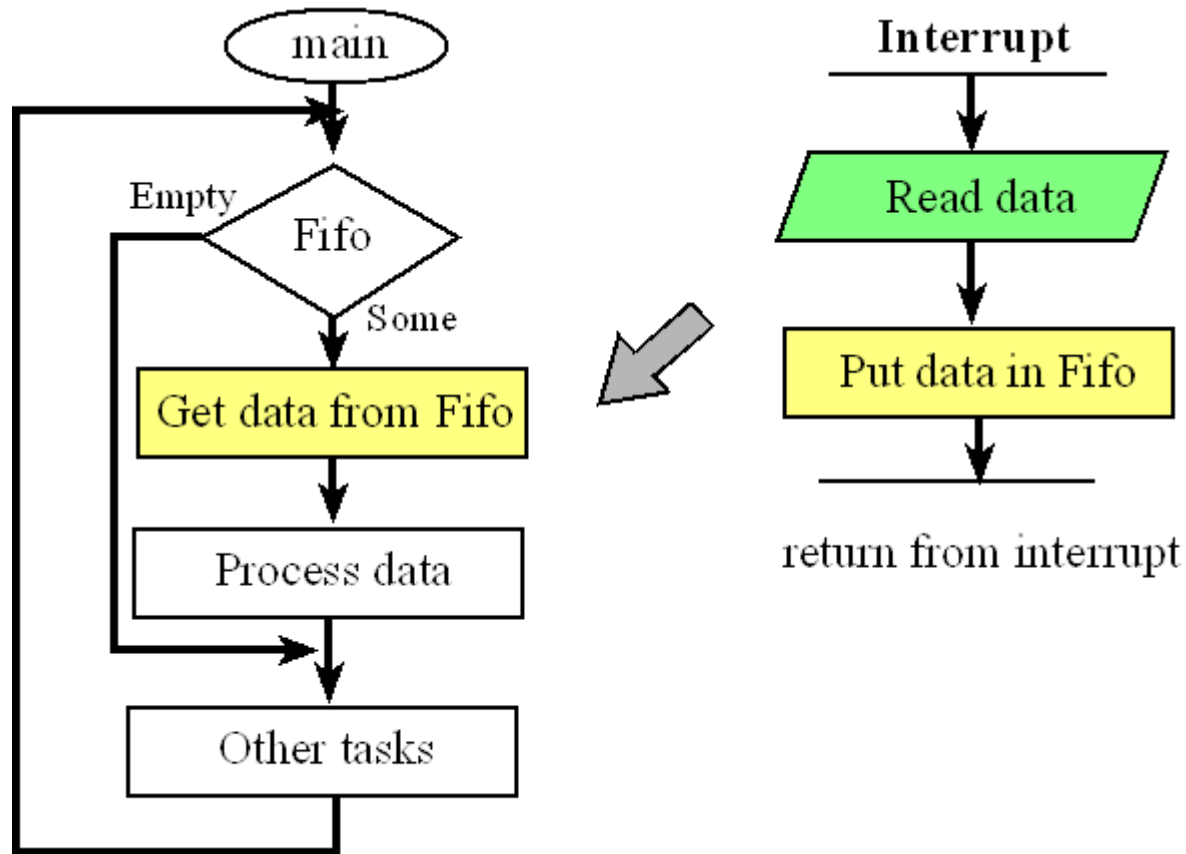 main
Empty
Fifo
Some
Get data from Fifo
Process data
Other tasks
Interrupt
Read data
Put data in Fifo
return from interrupt